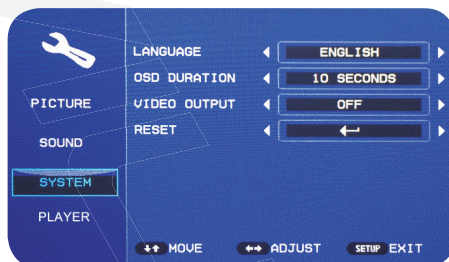 LANGUAGE ENGLISH
OSD DURATION 10 SECONDS
PICTURE
VIDEO OUTPUT OFF
RESET
SOUND
SYSTEM
PLAYER
MOVE ADJUST SETUP EXIT